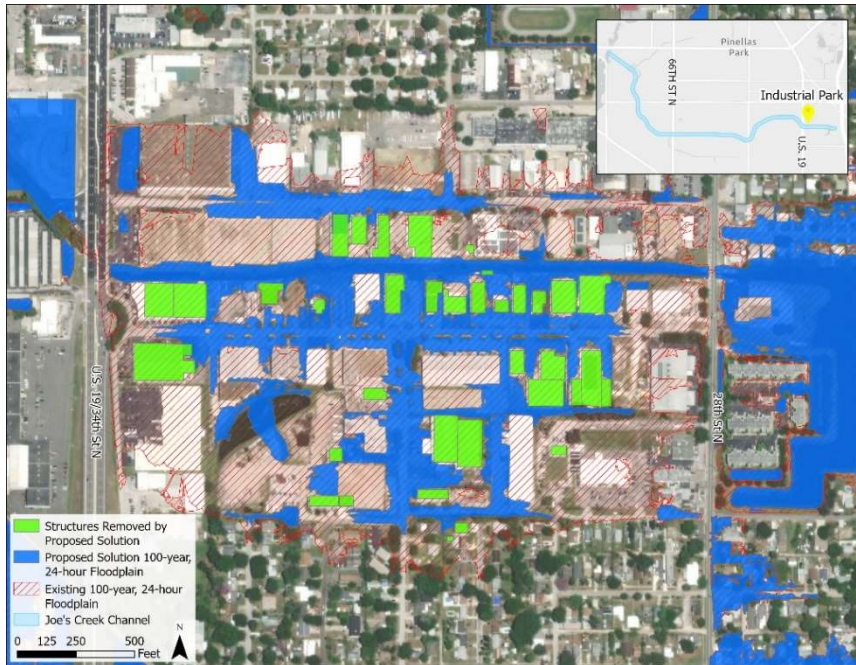 Pinellas
Park
66TH ST N
Industrial Park
U.S. 19
U.S. 19/34th St N
28th St N
Structures Removed by
Proposed Solution
Proposed Solution 100-year,
24-hour Floodplain
Existing 100-year, 24-hour
Floodplain
Joe's Creek Channel
0 125 250 500
Feet
N